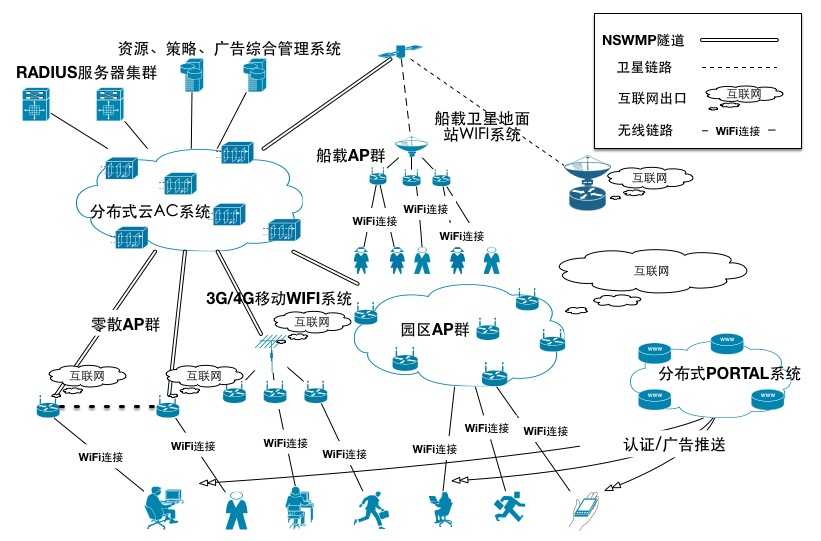 资源、策略、广告综合管理系统
RADIUS服务器集群
NSWMP隧道
卫星链路
互联网出口
互联网
无线链路
WiFi连接
船载卫星地面
站WIFI系统
船载AP群
互联网
分布式云AC系统
WiFi连接
WiFi连接
WiFi连接
互联网
3G/4G移动WIFI系统
零散AP群
互联网
园区AP群
互联网
互联网
分布式PORTAL系统
WWW
WWW
WWW
WWW
认证/广告推送
WiFi连接
WiFi连接
WiFi连接
WiFi连接
WiFi连接
WiFi连接
WiFi连接